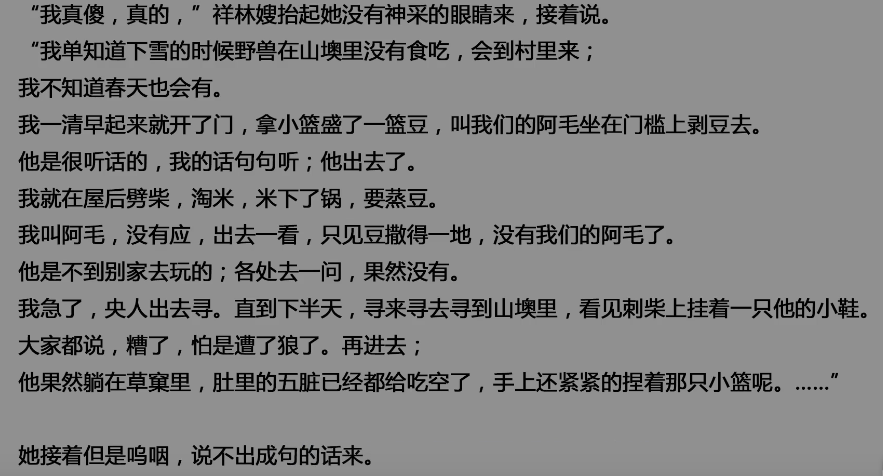 “我真傻，真的，”祥林嫂抬起她没有神采的眼睛来，接着说。
“我单知道下雪的时候野兽在山墺里没有食吃，会到村里来；
我不知道春天也会有。
我一清早起来就开了门，拿小篮盛了一篮豆，叫我们的阿毛坐在门槛上剥豆去。
他是很听话的，我的话句句听；他出去了。
我就在屋后劈柴，淘米，米下了锅，要蒸豆。
我叫阿毛，没有应，出去一看，只见豆撒得一地，没有我们的阿毛了。
他是不到别家去玩的；各处去一问，果然没有。
我急了，央人出去寻。直到下半天，寻来寻去寻到山墺里，看见刺柴上挂着一只他的小鞋。
大家都说，糟了，怕是遭了狼了。再进去；
他果然躺在草窠里，肚里的五脏已经都给吃空了，手上还紧紧的捏着那只小篮呢。……”
她接着但是呜咽，说不出成句的话来。